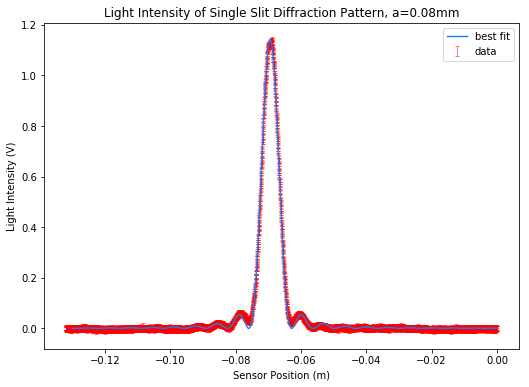 Light Intensity of Single Slit Diffraction Pattern, a=0.08mm
best fit
data
1.2
1.0
0.8
0.6
0.4
0.2
0.0
Light Intensity (V)
−0.12
−0.10
−0.08
−0.06
−0.04
−0.02
0.00
Sensor Position (m)